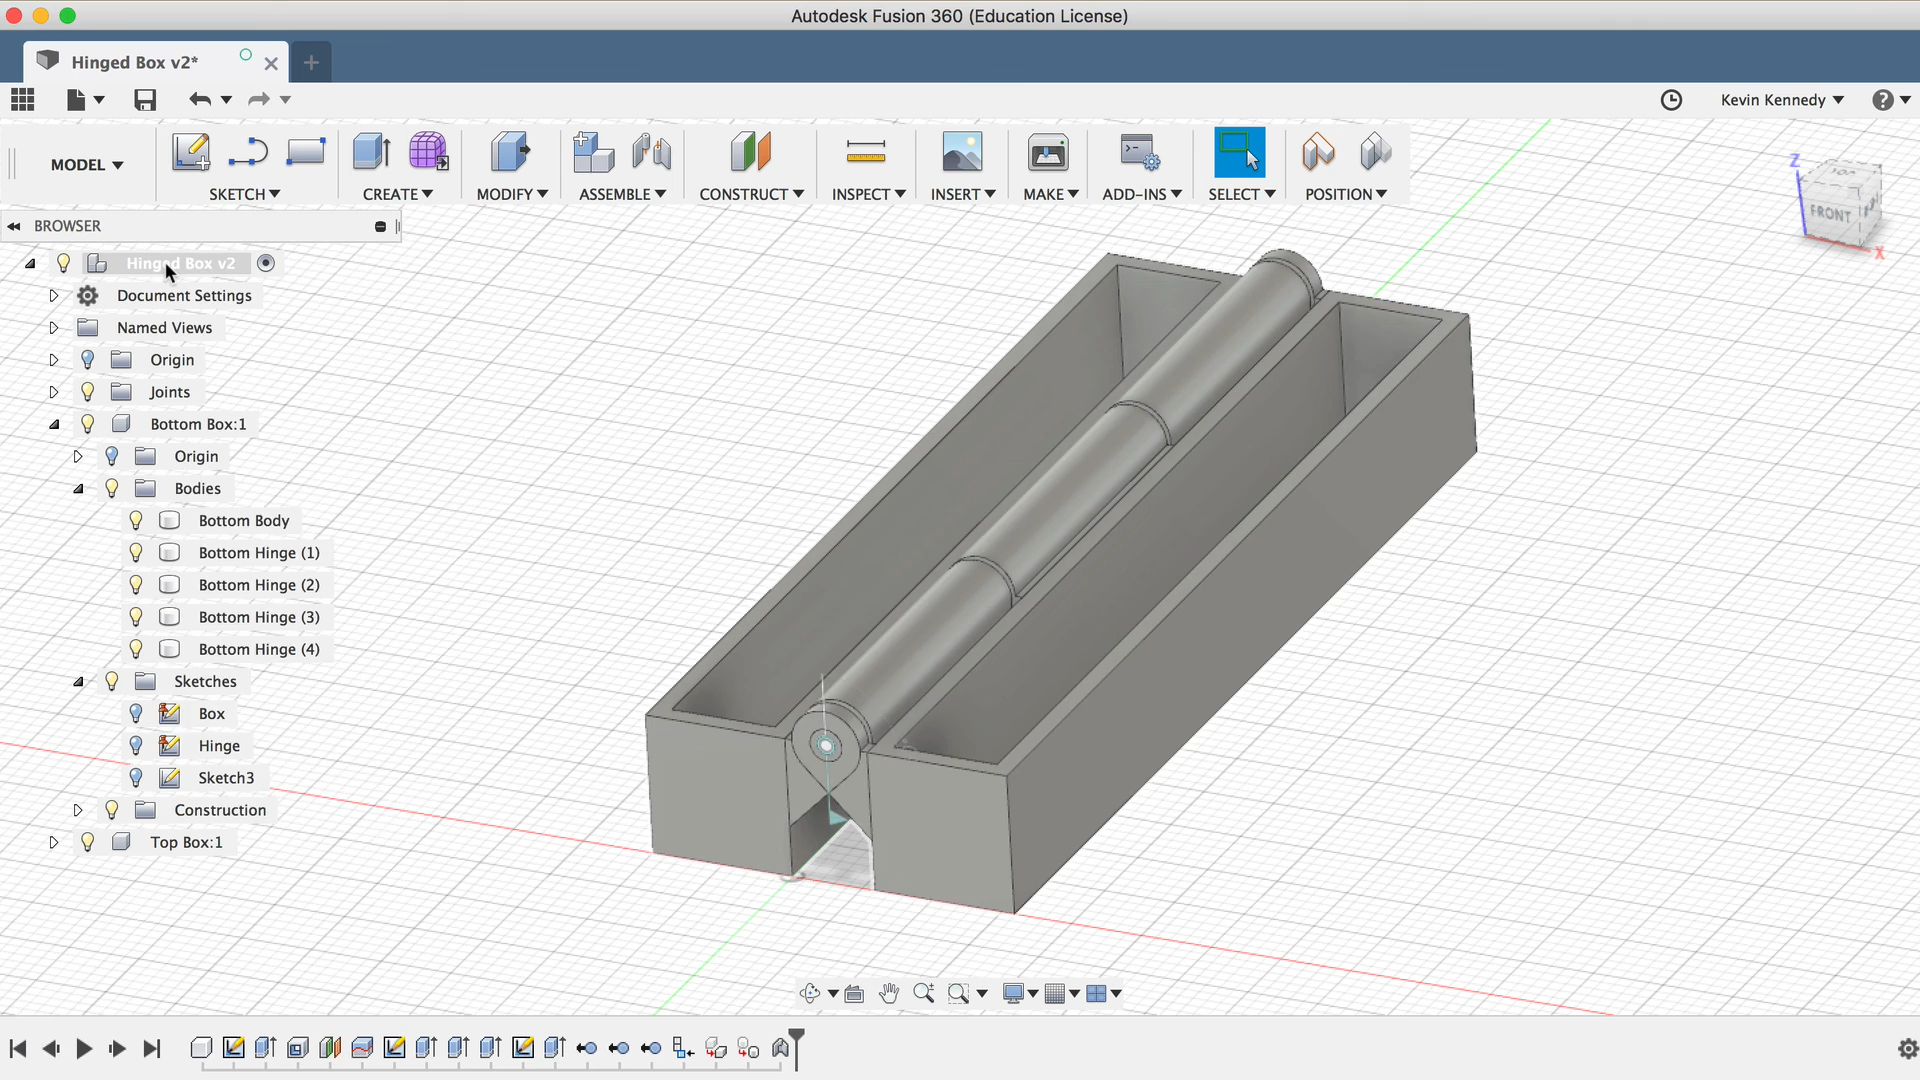 Autodesk Fusion 360 (Education License)
Hinged Box v2*
Kevin Kennedy
MODEL
SKETCH
CREATE
MODIFY
ASSEMBLE
CONSTRUCT
INSPECT
INSERT
MAKE
ADD-INS
SELECT
POSITION
BROWSER
Hinged Box v2
Document Settings
Named Views
Origin
Joints
Bottom Box:1
Origin
Bodies
Bottom Body
Bottom Hinge (1)
Bottom Hinge (2)
Bottom Hinge (3)
Bottom Hinge (4)
Sketches
Box
Hinge
Sketch3
Construction
Top Box:1
Z
TOP
FRONT
X